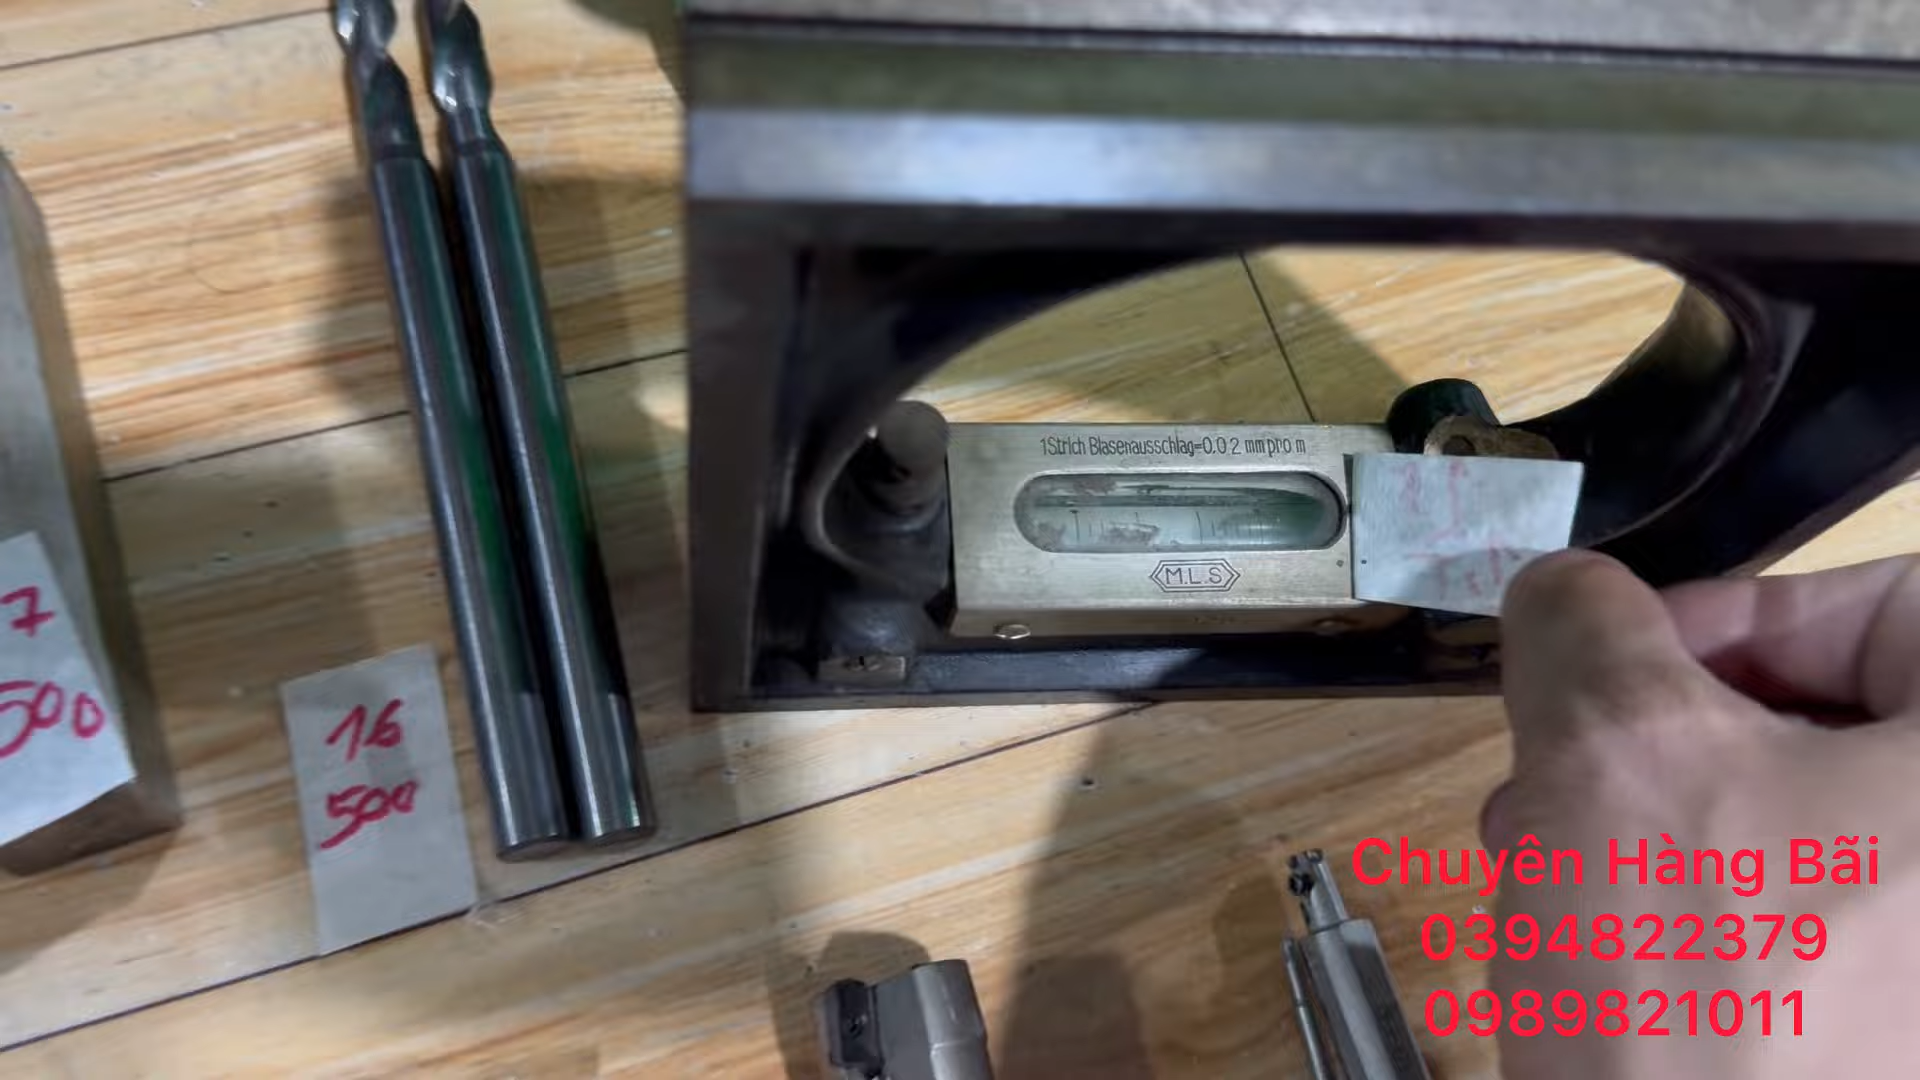 1Strich Blasenausschlag=0.02 mm pro m
M.L.S
7
500
16
500
Chuyên Hàng Bãi
0394822379
0989821011